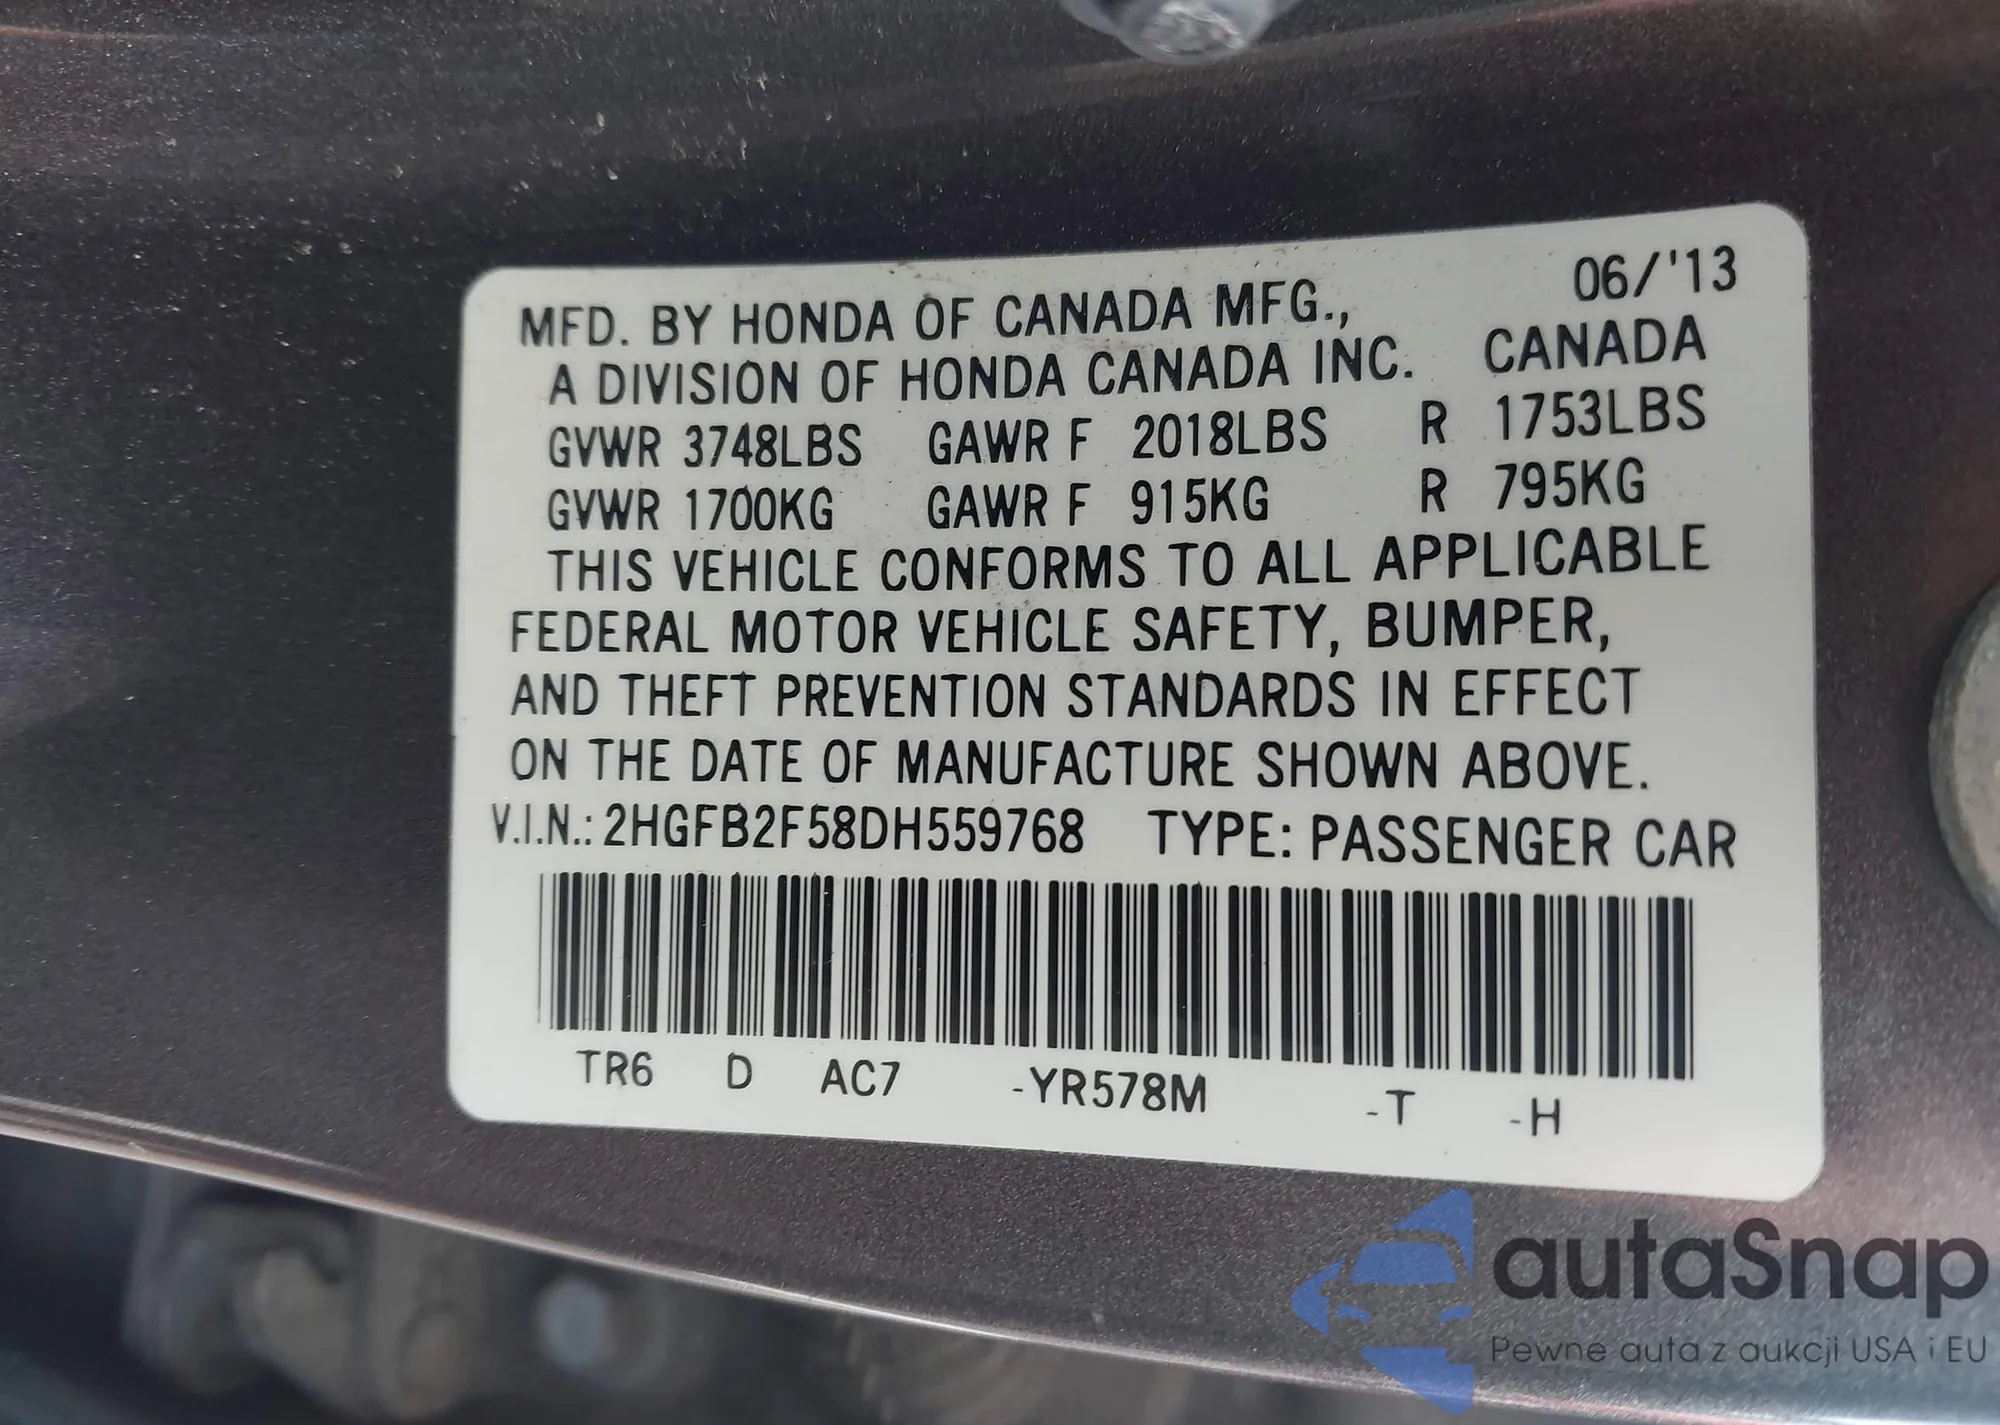 06/'13
MFD. BY HONDA OF CANADA MFG.,
A DIVISION OF HONDA CANADA INC. CANADA
GVWR 3748LBS GAWR F 2018LBS R 1753LBS
GVWR 1700KG GAWR F 915KG R 795KG
THIS VEHICLE CONFORMS TO ALL APPLICABLE
FEDERAL MOTOR VEHICLE SAFETY, BUMPER,
AND THEFT PREVENTION STANDARDS IN EFFECT
ON THE DATE OF MANUFACTURE SHOWN ABOVE.
V.I.N.: 2HGFB2F58DH559768 TYPE: PASSENGER CAR
TR6 D AC7 -YR578M -T -H
autaSnap
Pewne auta z aukcji USA i EU